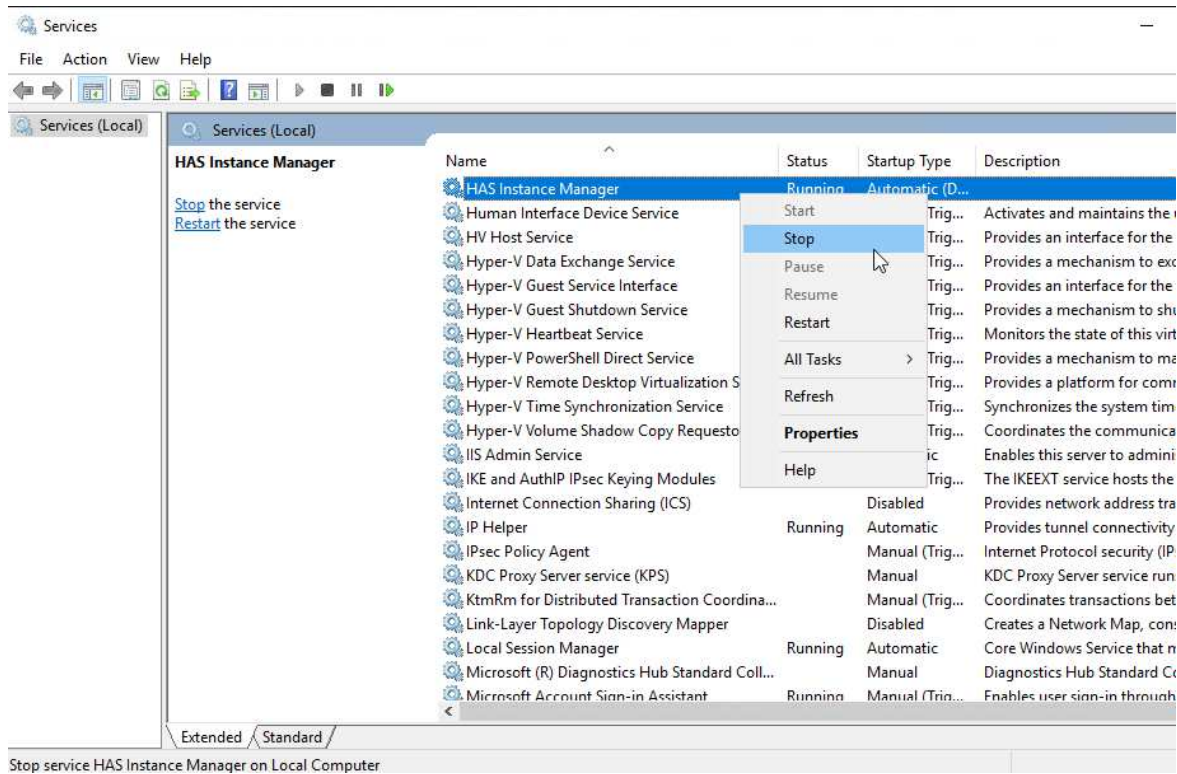 Services
File Action View Help
Services (Local)
Services (Local)
HAS Instance Manager
Stop the service
Restart the service
Name Status Startup Type Description
HAS Instance Manager Running Automatic (D...
Human Interface Device Service Trig... Activates and maintains the
HV Host Service Trig... Provides an interface for the
Hyper-V Data Exchange Service Trig... Provides a mechanism to exc
Hyper-V Guest Service Interface Trig... Provides an interface for the
Hyper-V Guest Shutdown Service Trig... Provides a mechanism to shu
Hyper-V Heartbeat Service Trig... Monitors the state of this virt
Hyper-V PowerShell Direct Service Trig... Provides a mechanism to ma
Hyper-V Remote Desktop Virtualization S Trig... Provides a platform for comr
Hyper-V Time Synchronization Service Trig... Synchronizes the system tim
Hyper-V Volume Shadow Copy Requesto Trig... Coordinates the communica
IIS Admin Service ic Enables this server to admini
IKE and AuthIP IPsec Keying Modules Trig... The IKEEXT service hosts the
Internet Connection Sharing (ICS) Disabled Provides network address tra
IP Helper Running Automatic Provides tunnel connectivity
IPsec Policy Agent Manual (Trig... Internet Protocol security (IP
KDC Proxy Server service (KPS) Manual KDC Proxy Server service run
KtmRm for Distributed Transaction Coordina... Manual (Trig... Coordinates transactions bet
Link-Layer Topology Discovery Mapper Disabled Creates a Network Map, cons
Local Session Manager Running Automatic Core Windows Service that m
Microsoft (R) Diagnostics Hub Standard Coll... Manual Diagnostics Hub Standard Co
Microsoft Account Sign-in Assistant Running Manual (Trig... Enables user sign-in through
Start
Stop
Pause
Resume
Restart
All Tasks
Refresh
Properties
Help
Extended Standard
Stop service HAS Instance Manager on Local Computer